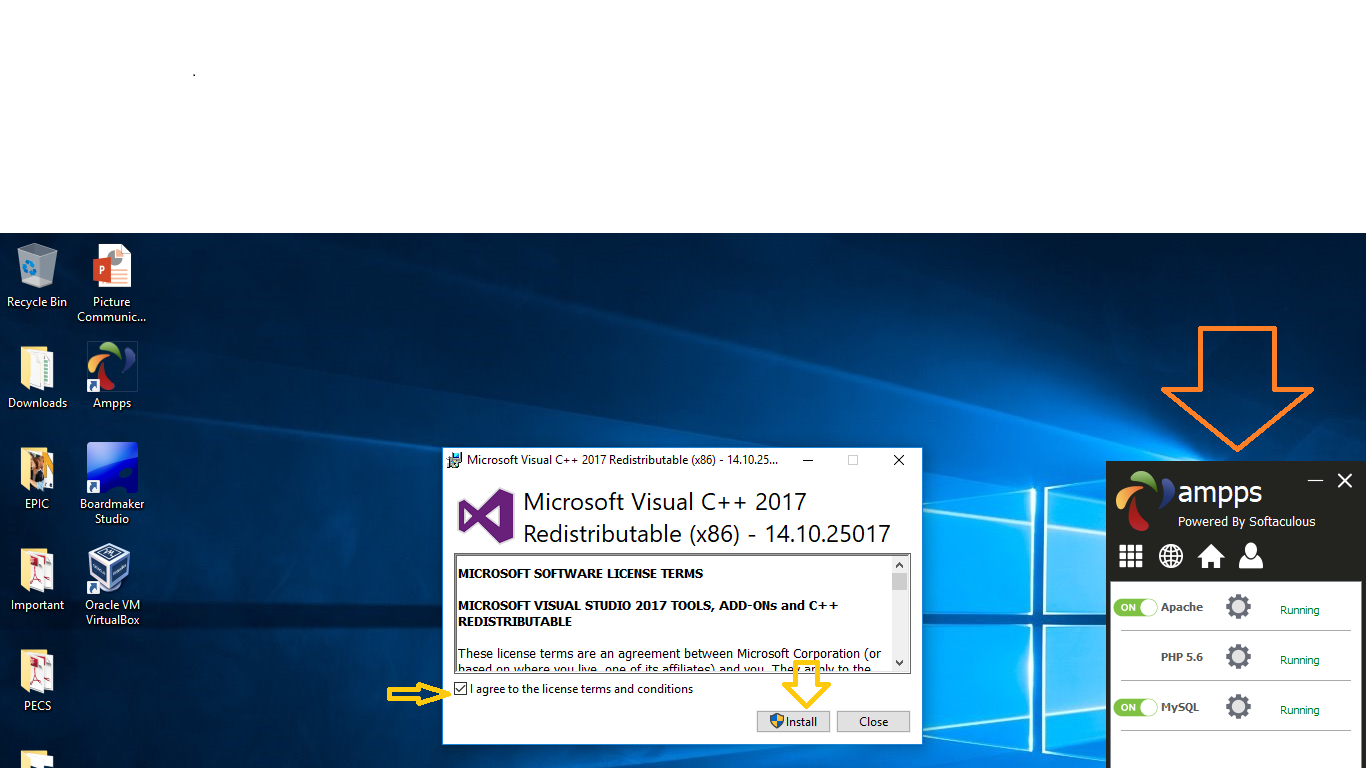 Recycle Bin
Picture
Communic...
Downloads
Ampps
EPIC
Boardmaker
Studio
Important
Oracle VM
VirtualBox
PECS
Microsoft Visual C++ 2017 Redistributable (x86) - 14.10.25...
Microsoft Visual C++ 2017
Redistributable (x86) - 14.10.25017
MICROSOFT SOFTWARE LICENSE TERMS
MICROSOFT VISUAL STUDIO 2017 TOOLS, ADD-ONs and C++
REDISTRIBUTABLE
These license terms are an agreement between Microsoft Corporation (or
based on where you live, one of its affiliates) and you. They apply to the
I agree to the license terms and conditions
Install
Close
ampps
Powered By Softaculous
ON Apache Running
PHP 5.6 Running
ON MySQL Running